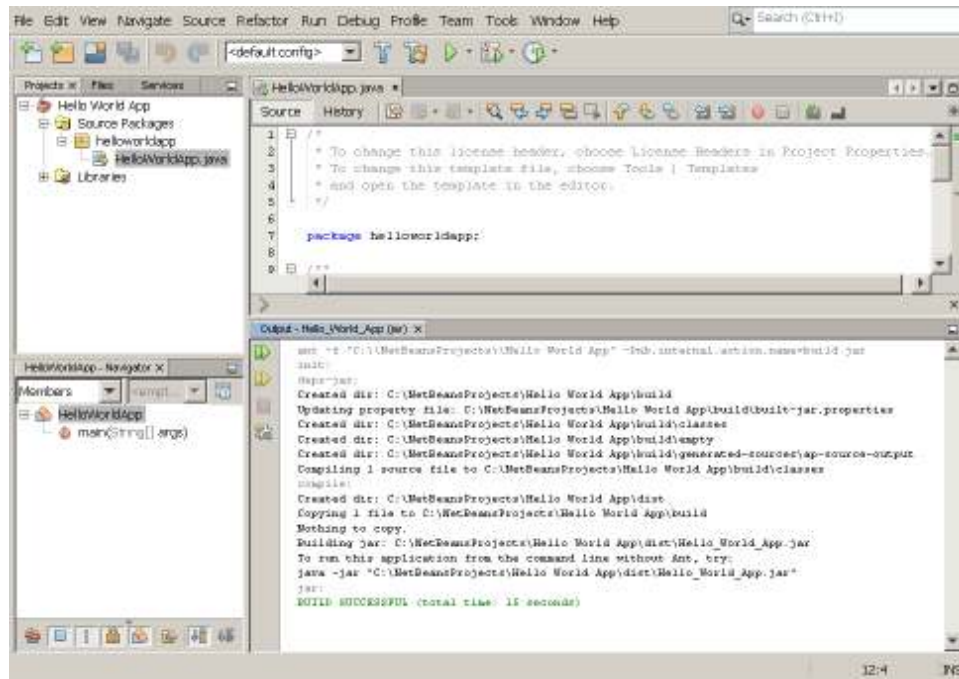 File Edit View Navigate Source Refactor Run Debug Profile Team Tools Window Help
Search (Ctrl+I)
<default config>
Projects Files Services
Hello World App
Source Packages
helloworldapp
HelloWorldApp.java
Libraries
HelloWorldApp.java
Source History
1 /*
2 * To change this license header, choose License Headers in Project Properties.
3 * To change this template file, choose Tools | Templates
4 * and open the template in the editor.
5 */
6
7 package helloworldapp;
8
9 /**
Output - Hello_World_App (jar)
ant -f "C:\\NetBeansProjects\\Hello World App" -Dnb.internal.action.name=build jar
init:
deps-jar:
Created dir: C:\NetBeansProjects\Hello World App\build
Updating property file: C:\NetBeansProjects\Hello World App\build\built-jar.properties
Created dir: C:\NetBeansProjects\Hello World App\build\classes
Created dir: C:\NetBeansProjects\Hello World App\build\empty
Created dir: C:\NetBeansProjects\Hello World App\build\generated-sources\ap-source-output
Compiling 1 source file to C:\NetBeansProjects\Hello World App\build\classes
compile:
Created dir: C:\NetBeansProjects\Hello World App\dist
Copying 1 file to C:\NetBeansProjects\Hello World App\build
Nothing to copy.
Building jar: C:\NetBeansProjects\Hello World App\dist\Hello_World_App.jar
To run this application from the command line without Ant, try:
java -jar "C:\NetBeansProjects\Hello World App\dist\Hello_World_App.jar"
jar:
BUILD SUCCESSFUL (total time: 15 seconds)
HelloWorldApp - Navigator
Members
HelloWorldApp
main(String[] args)
12:4 INS